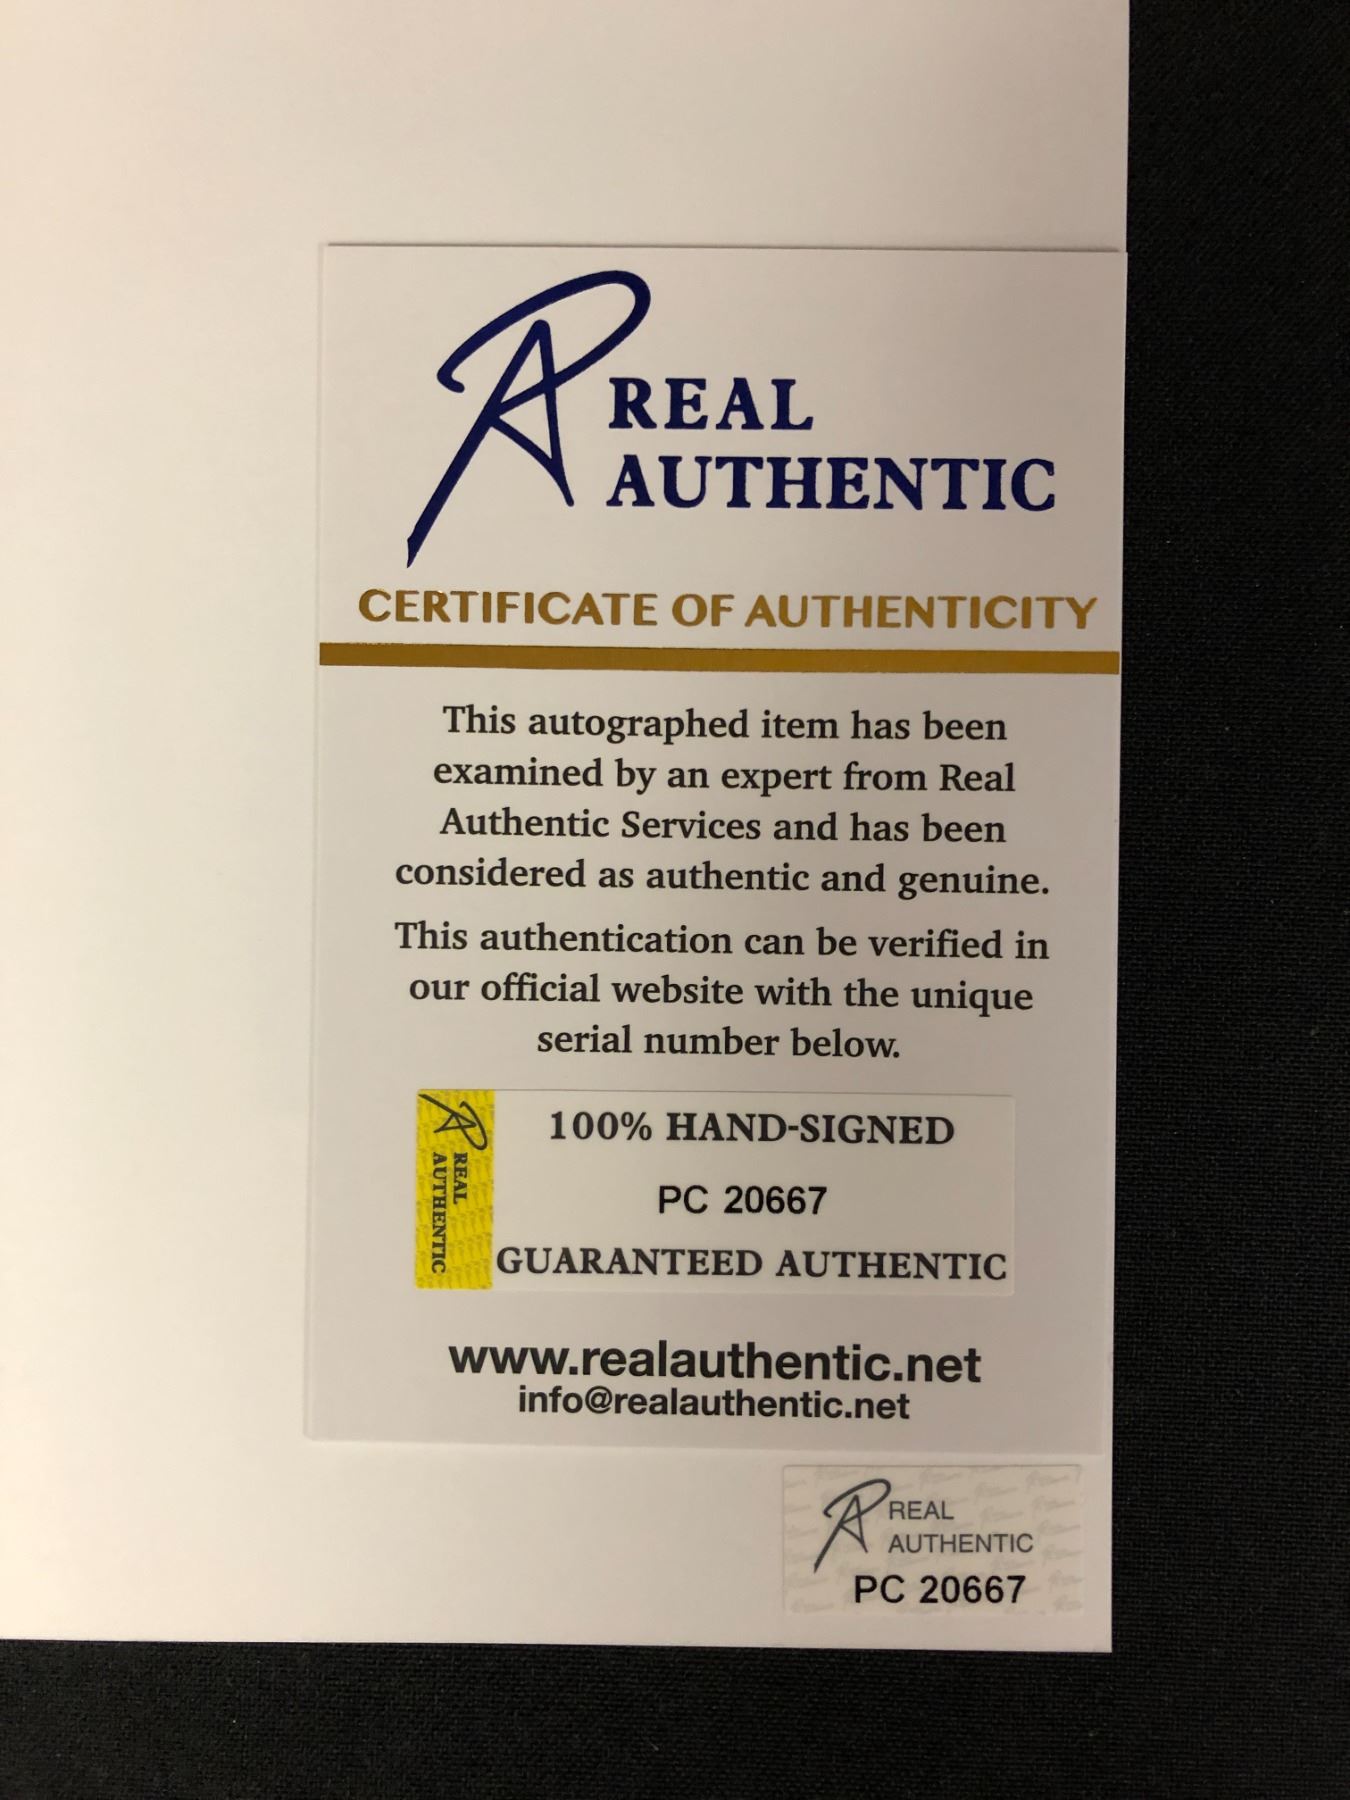 REAL
AUTHENTIC
CERTIFICATE OF AUTHENTICITY
This autographed item has been
examined by an expert from Real
Authentic Services and has been
considered as authentic and genuine.
This authentication can be verified in
our official website with the unique
serial number below.
REAL
AUTHENTIC
100% HAND-SIGNED
PC 20667
GUARANTEED AUTHENTIC
www.realauthentic.net
info@realauthentic.net
REAL
AUTHENTIC
PC 20667